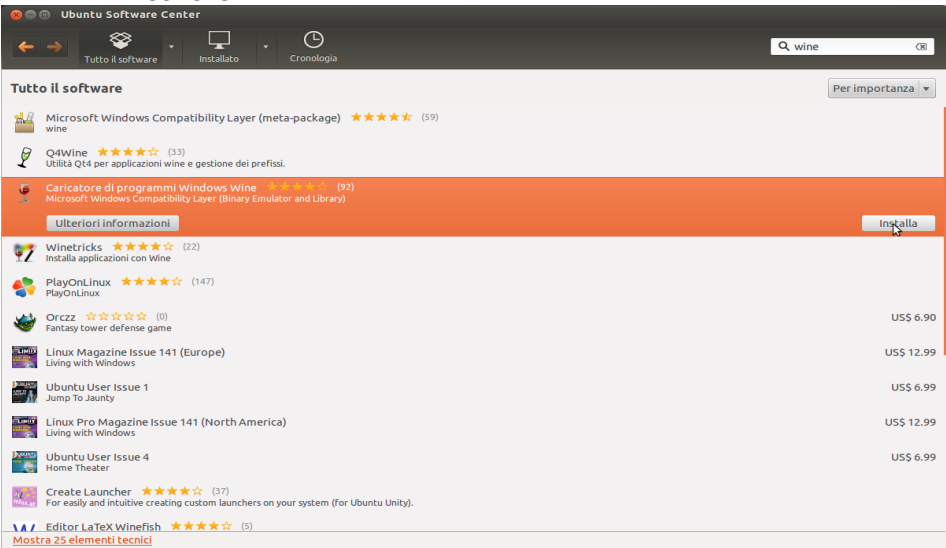 Ubuntu Software Center
Tutto il software
Installato
Cronologia
wine
Tutto il software
Per importanza
Microsoft Windows Compatibility Layer (meta-package) (59)
wine
Q4Wine (33)
Utilità Qt4 per applicazioni wine e gestione dei prefissi.
Caricatore di programmi Windows Wine (92)
Microsoft Windows Compatibility Layer (Binary Emulator and Library)
Ulteriori informazioni
Installa
Winetricks (22)
Installa applicazioni con Wine
PlayOnLinux (147)
PlayOnLinux
Orczz (0) US$ 6.90
Fantasy tower defense game
Linux Magazine Issue 141 (Europe) US$ 12.99
Living with Windows
Ubuntu User Issue 1 US$ 6.99
Jump To Jaunty
Linux Pro Magazine Issue 141 (North America) US$ 12.99
Living with Windows
Ubuntu User Issue 4 US$ 6.99
Home Theater
Create Launcher (37)
For easily and intuitive creating custom launchers on your system (for Ubuntu Unity).
Editor LaTeX Winefish (5)
Mostra 25 elementi tecnici